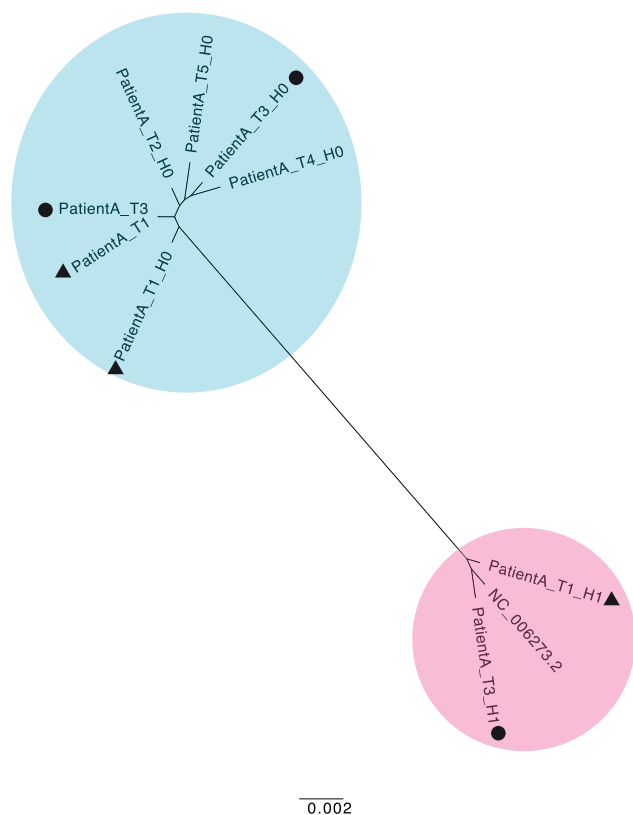 PatientA_T5_H0
PatientA_T2_H0
PatientA_T3_H0
PatientA_T4_H0
PatientA_T3
PatientA_T1
PatientA_T1_H0
PatientA_T1_H1
NC_006273.2
PatientA_T3_H1
0.002